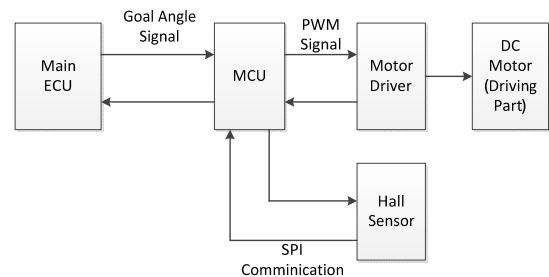 Goal Angle
Signal
PWM
Signal
Main
ECU
MCU
Motor
Driver
DC
Motor
(Driving
Part)
Hall
Sensor
SPI
Comminication